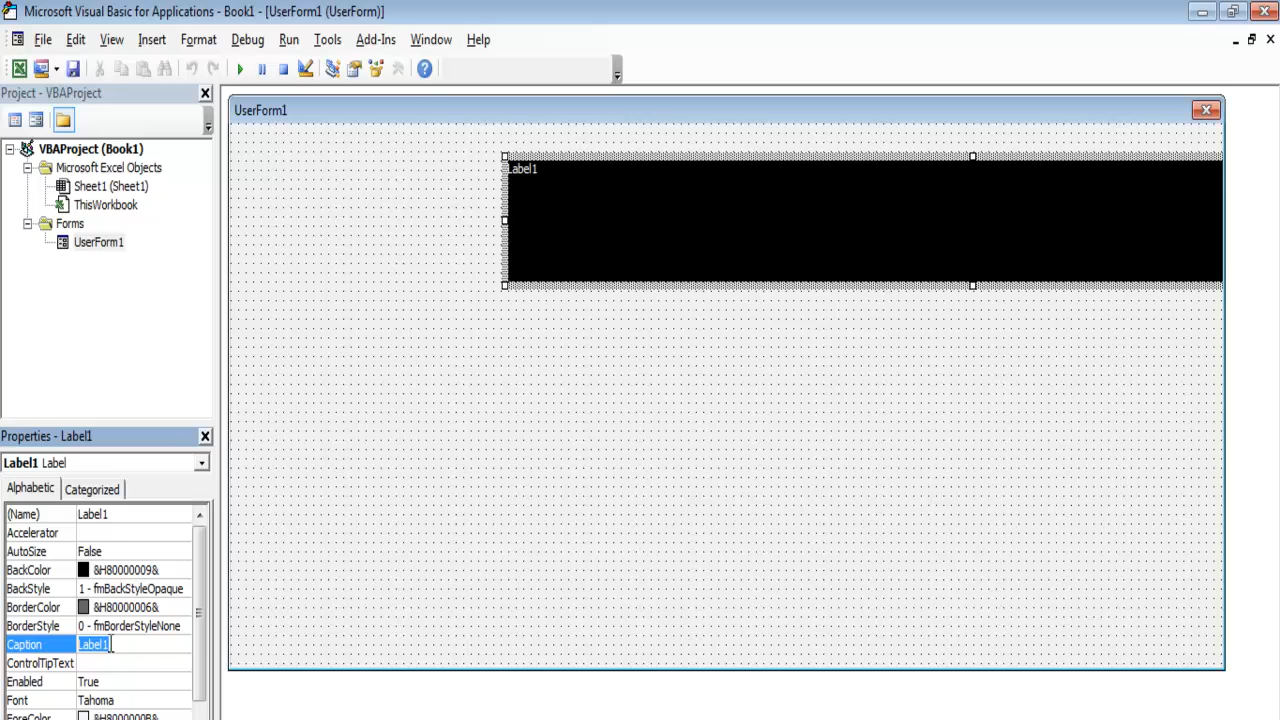 Microsoft Visual Basic for Applications - Book1 - [UserForm1 (UserForm)]
File Edit View Insert Format Debug Run Tools Add-Ins Window Help
Project - VBAProject
VBAProject (Book1)
Microsoft Excel Objects
Sheet1 (Sheet1)
ThisWorkbook
Forms
UserForm1
UserForm1
Label1
Properties - Label1
Label1 Label
Alphabetic Categorized
(Name) Label1
Accelerator
AutoSize False
BackColor &H80000009&
BackStyle 1 - fmBackStyleOpaque
BorderColor &H80000006&
BorderStyle 0 - fmBorderStyleNone
Caption Label1
ControlTipText
Enabled True
Font Tahoma
ForeColor &H8000000B&